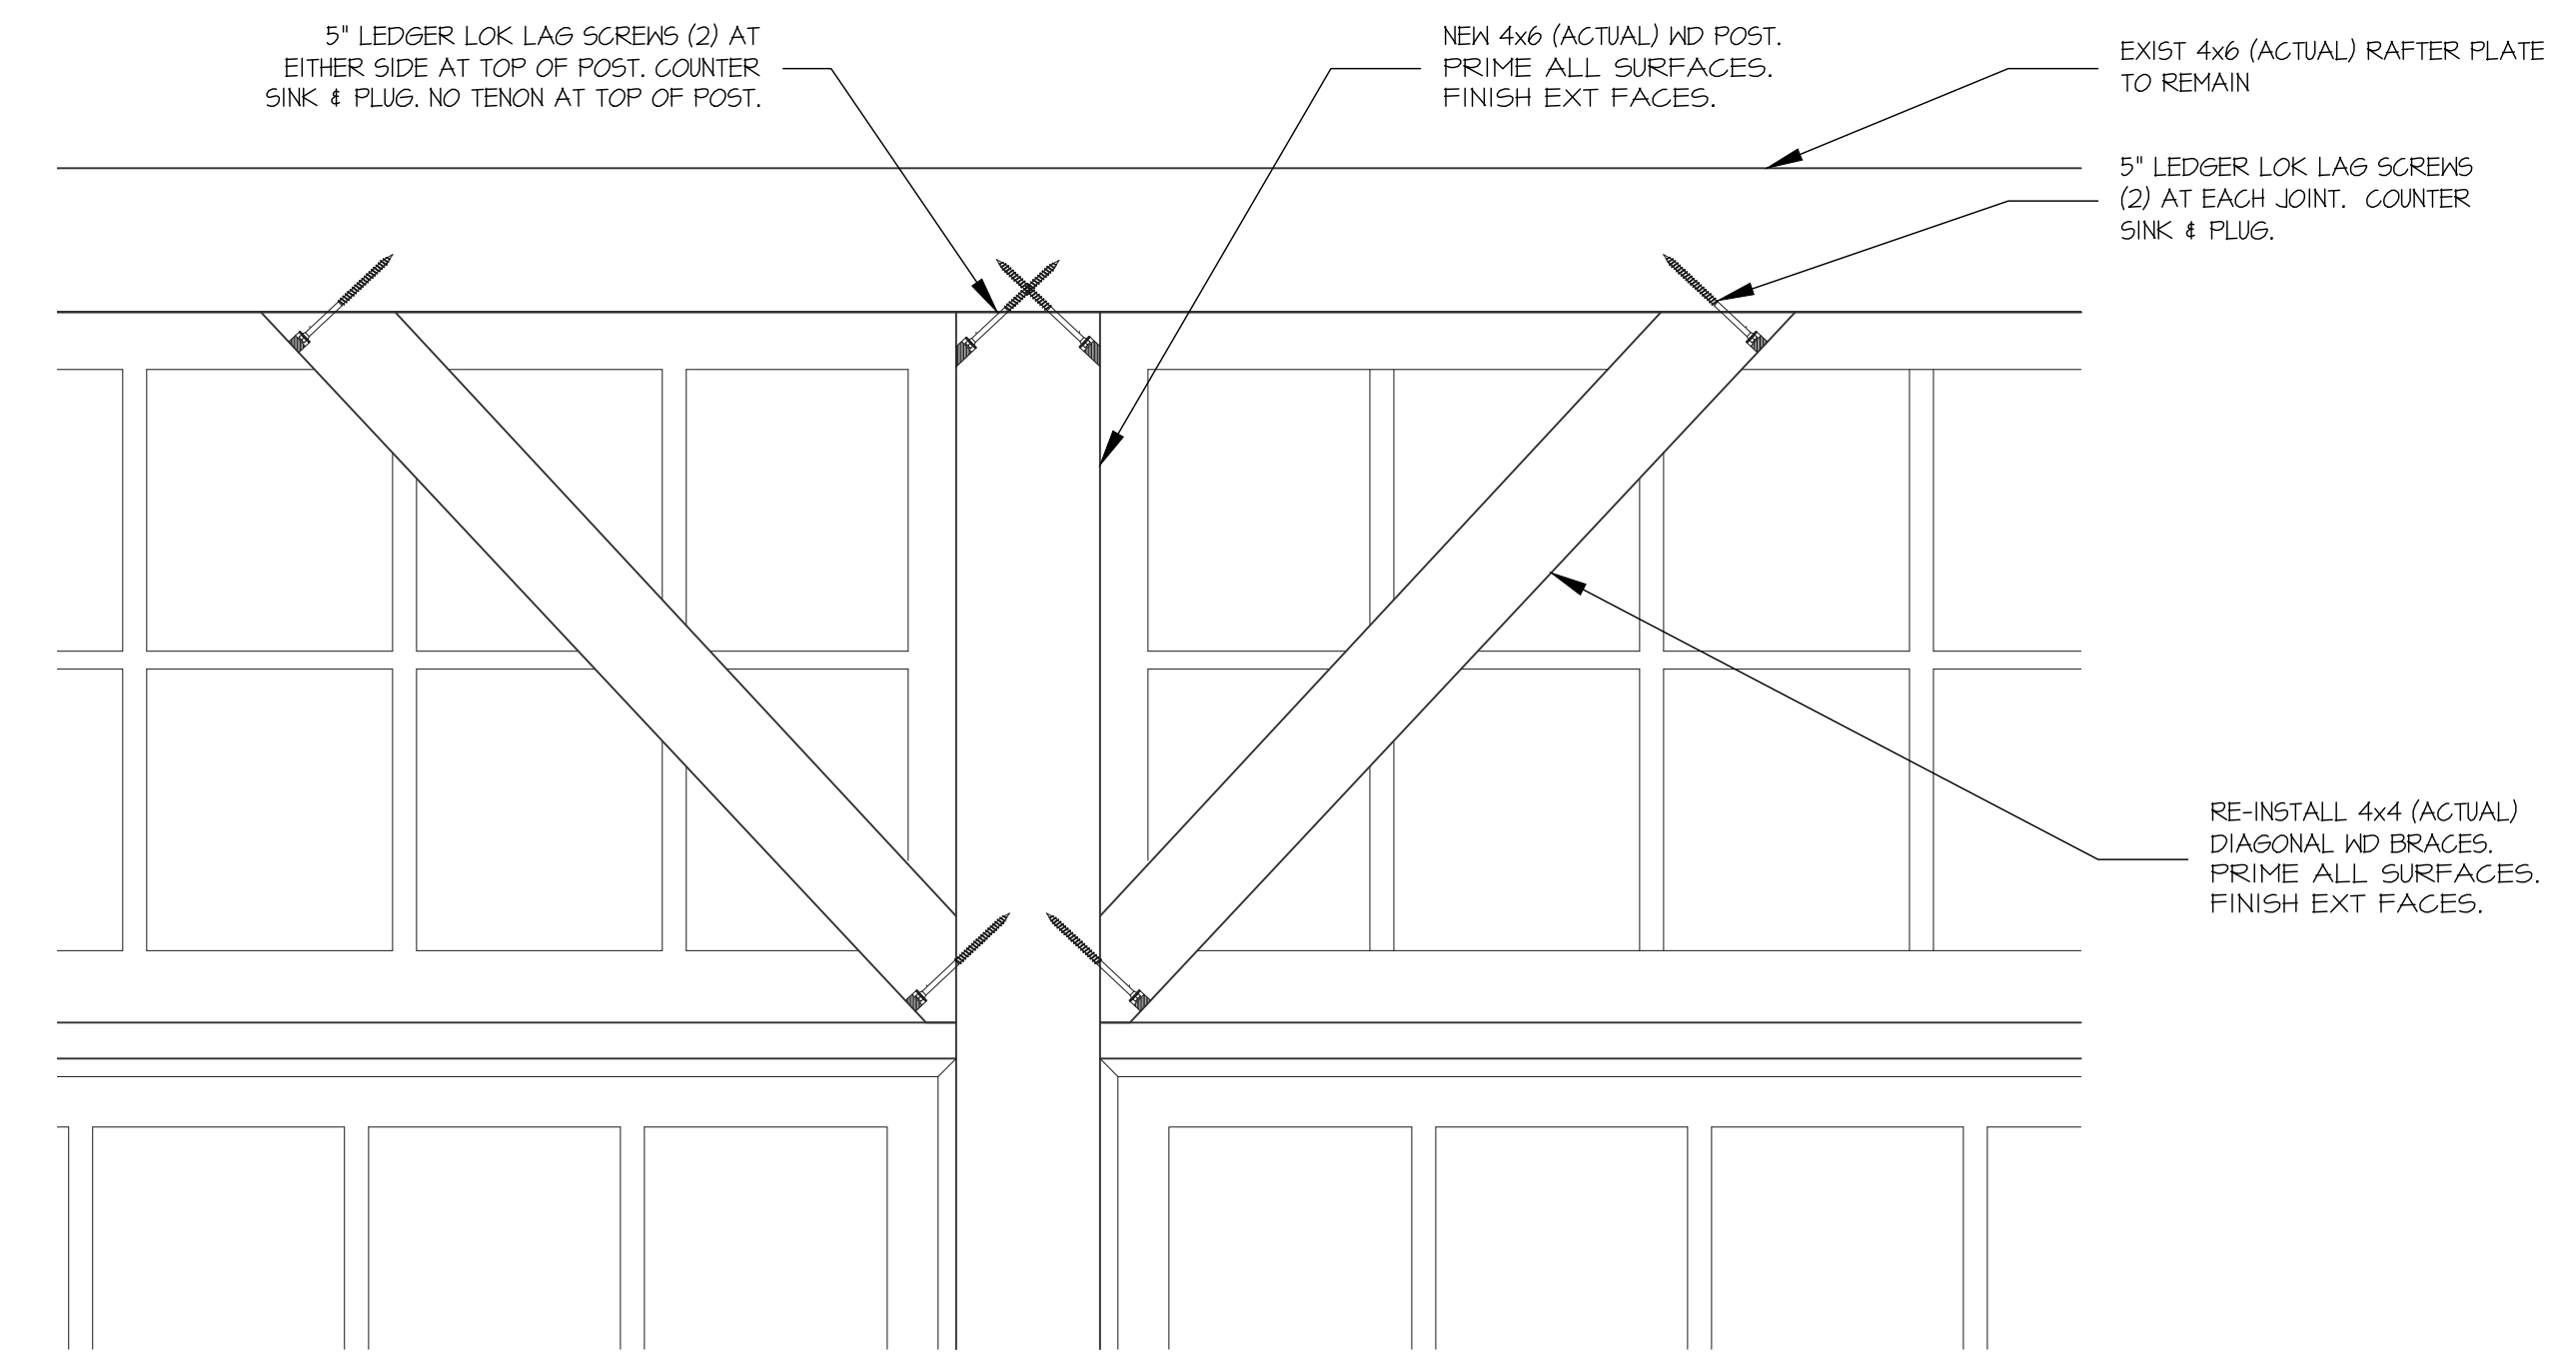 5" LEDGER LOK LAG SCREWS (2) AT
EITHER SIDE AT TOP OF POST. COUNTER
SINK & PLUG. NO TENON AT TOP OF POST.
NEW 4x6 (ACTUAL) WD POST.
PRIME ALL SURFACES.
FINISH EXT FACES.
EXIST 4x6 (ACTUAL) RAFTER PLATE
TO REMAIN
5" LEDGER LOK LAG SCREWS
(2) AT EACH JOINT. COUNTER
SINK & PLUG.
RE-INSTALL 4x4 (ACTUAL)
DIAGONAL WD BRACES.
PRIME ALL SURFACES.
FINISH EXT FACES.